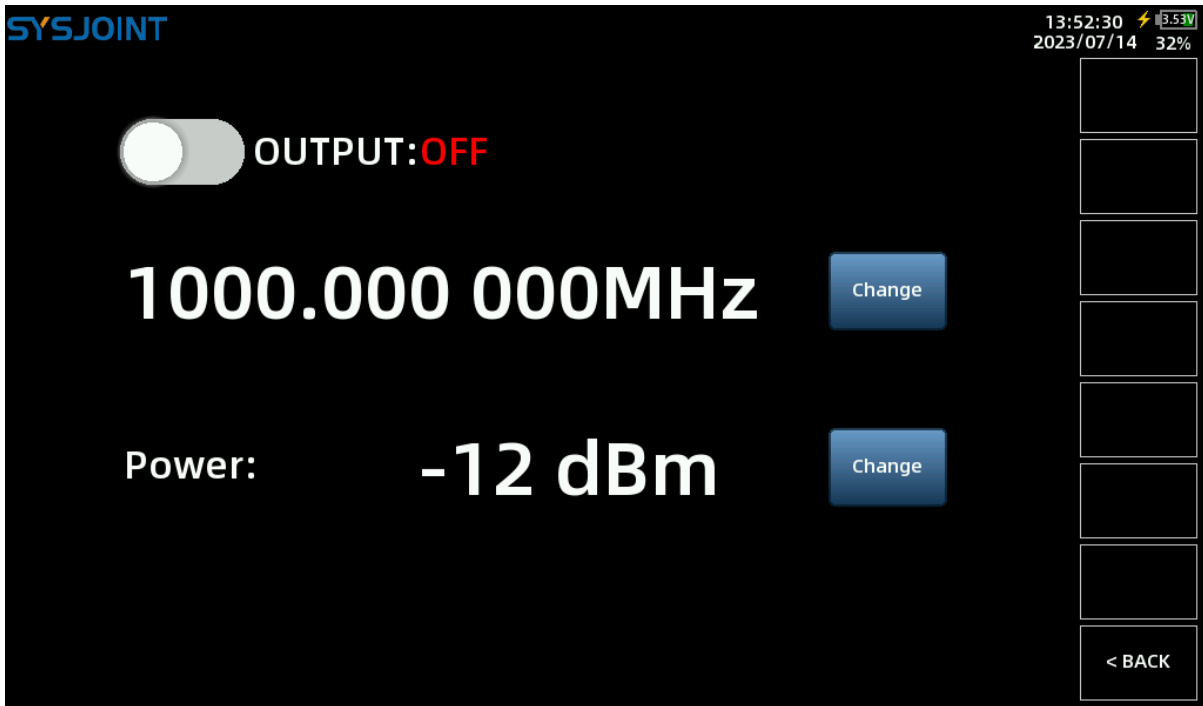 SYSJOINT
13:52:30 3.53V
2023/07/14 32%
OUTPUT:OFF
1000.000 000MHz
Change
Power: -12 dBm
Change
< BACK